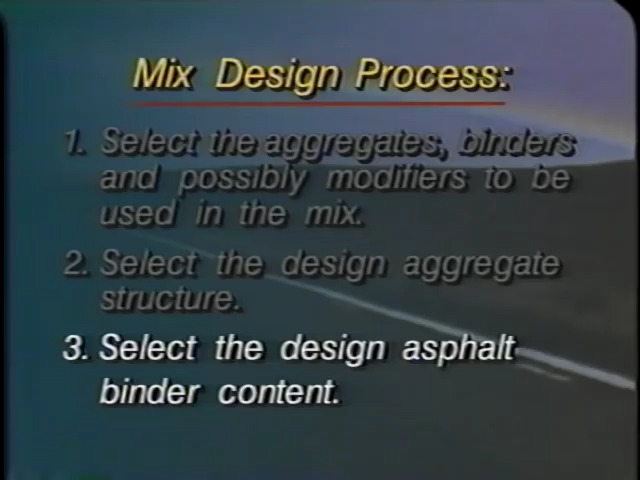 Mix Design Process:
1. Select the aggregates, binders
and possibly modifiers to be
used in the mix.
2. Select the design aggregate
structure.
3. Select the design asphalt
binder content.